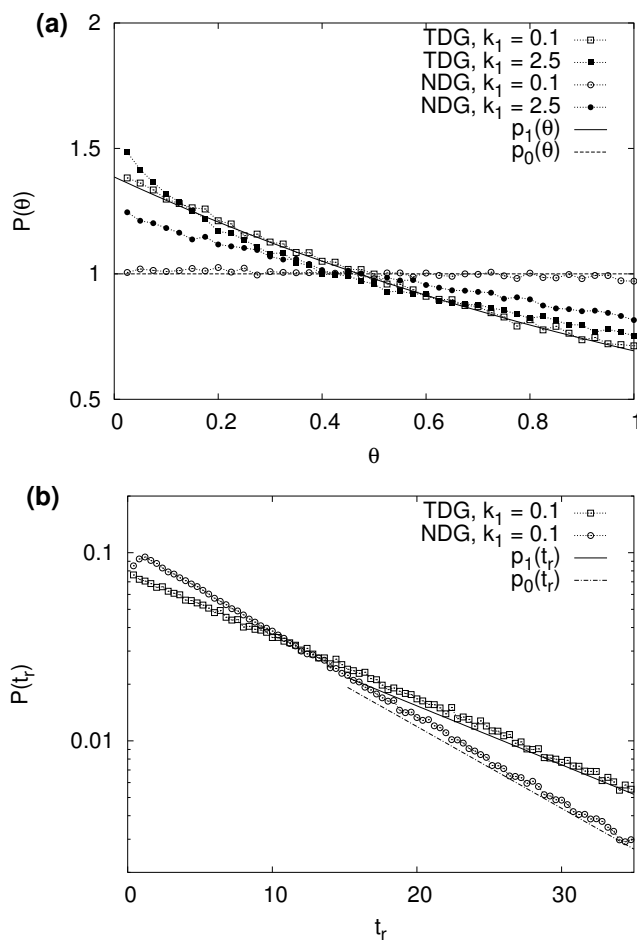 (a)
2
TDG, k₁ = 0.1
TDG, k₁ = 2.5
NDG, k₁ = 0.1
NDG, k₁ = 2.5
p₁(θ)
p₀(θ)
1.5
P(θ)
1
0.5
0 0.2 0.4 0.6 0.8 1
θ
(b)
TDG, k₁ = 0.1
NDG, k₁ = 0.1
p₁(tᵣ)
p₀(tᵣ)
0.1
P(tᵣ)
0.01
0 10 20 30
tᵣ